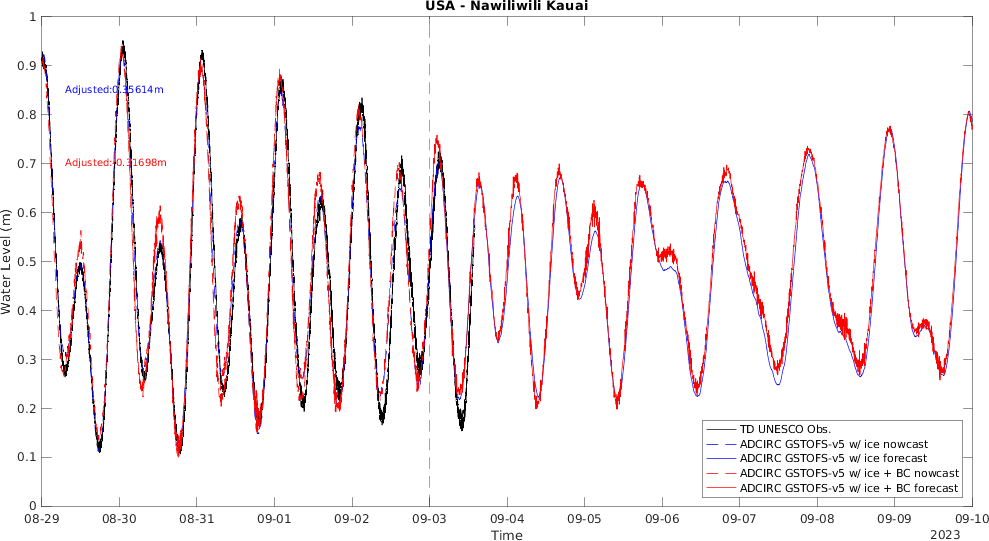 USA - Nawiliwili Kauai
1
0.9
0.8
0.7
0.6
0.5
0.4
0.3
0.2
0.1
0
Water Level (m)
Adjusted:0.35614m
Adjusted:-0.31698m
TD UNESCO Obs.
ADCIRC GSTOFS-v5 w/ ice nowcast
ADCIRC GSTOFS-v5 w/ ice forecast
ADCIRC GSTOFS-v5 w/ ice + BC nowcast
ADCIRC GSTOFS-v5 w/ ice + BC forecast
08-29 08-30 08-31 09-01 09-02 09-03 09-04 09-05 09-06 09-07 09-08 09-09 09-10
Time
2023